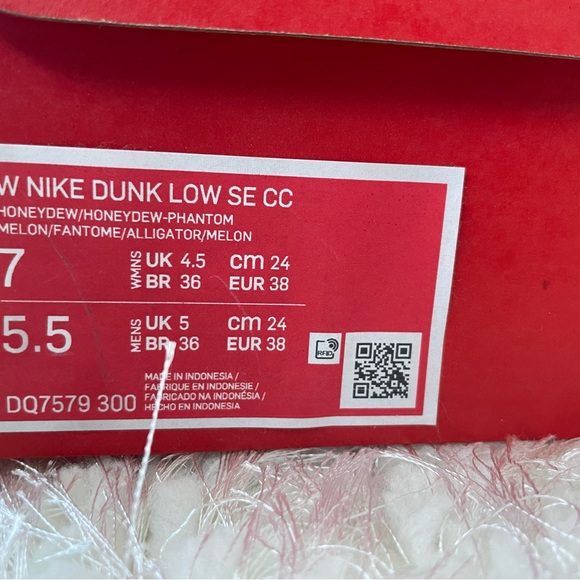 W NIKE DUNK LOW SE CC
HONEYDEW/HONEYDEW-PHANTOM
MELON/FANTOME/ALLIGATOR/MELON
7 WMNS UK 4.5 cm 24
BR 36 EUR 38
5.5 MENS UK 5 cm 24
BR 36 EUR 38
RFID
MADE IN INDONESIA /
FABRIQUE EN INDONESIE /
FABRICADO NA INDONÉSIA /
HECHO EN INDONESIA
DQ7579 300